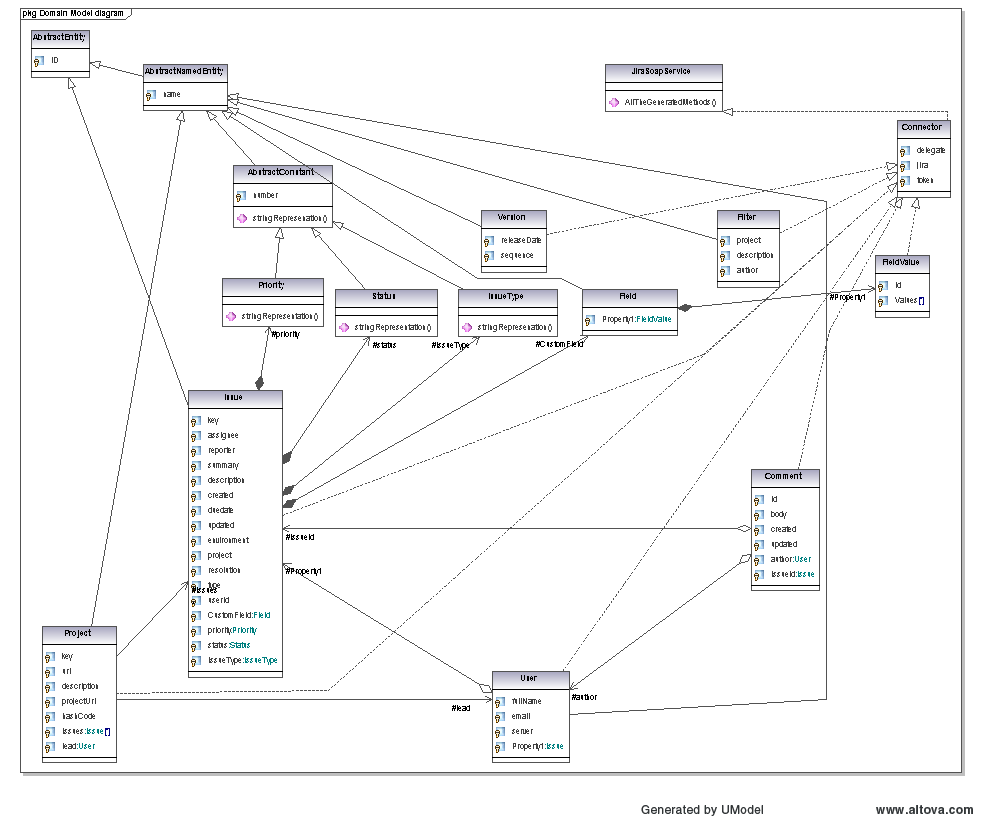 pkg Domain Model diagram
AbstractEntity
ID
AbstractNamedEntity
name
JiraSoapService
AllTheGeneratedMethods()
Connector
delegate
jira
token
AbstractConstant
number
stringRepresenation()
Version
releaseDate
sequence
Filter
project
description
author
FieldValue
id
Values[*]
#Property1
Priority
stringRepresentation()
#priority
Status
stringRepresentation()
#status
IssueType
stringRepresentation()
#issueType
Field
Property1:FieldValue
#CustomField
Issue
key
assignee
reporter
summary
description
created
duedate
updated
environment
project
resolution
type
userId
CustomField:Field
priority:Priority
status:Status
issueType:IssueType
#issues
#issueId
#Property1
Comment
id
body
created
updated
author:User
issueId:Issue
Project
key
url
description
projectUrl
hashCode
issues:Issue[*]
lead:User
#lead
User
fullName
email
server
Property1:Issue
#author
Generated by UModel
www.altova.com